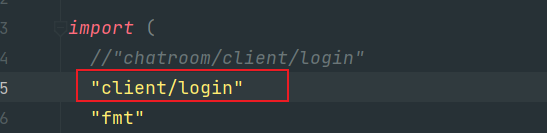 3 import (
4 //"chatroom/client/login"
5 "client/login"
6 "fmt"